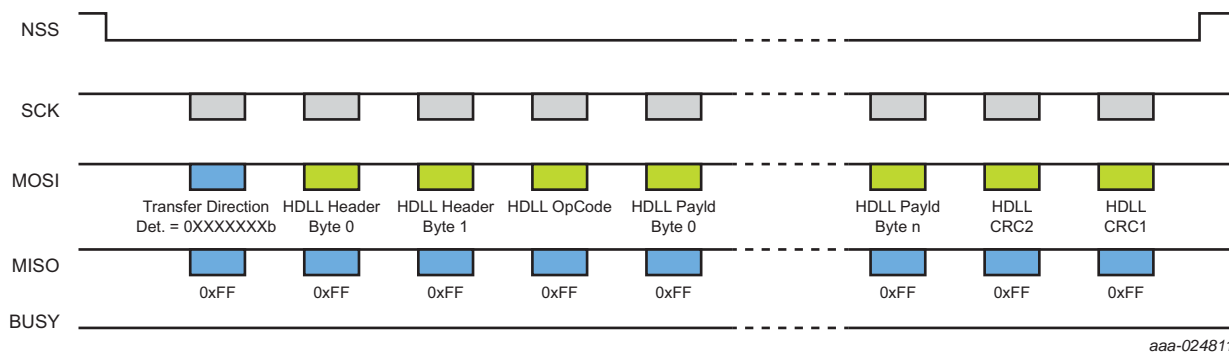 NSS
SCK
MOSI
Transfer Direction
Det. = 0XXXXXXXb
HDLL Header
Byte 0
HDLL Header
Byte 1
HDLL OpCode
HDLL Payld
Byte 0
HDLL Payld
Byte n
HDLL
CRC2
HDLL
CRC1
MISO
0xFF
0xFF
0xFF
0xFF
0xFF
0xFF
0xFF
0xFF
BUSY
aaa-024811